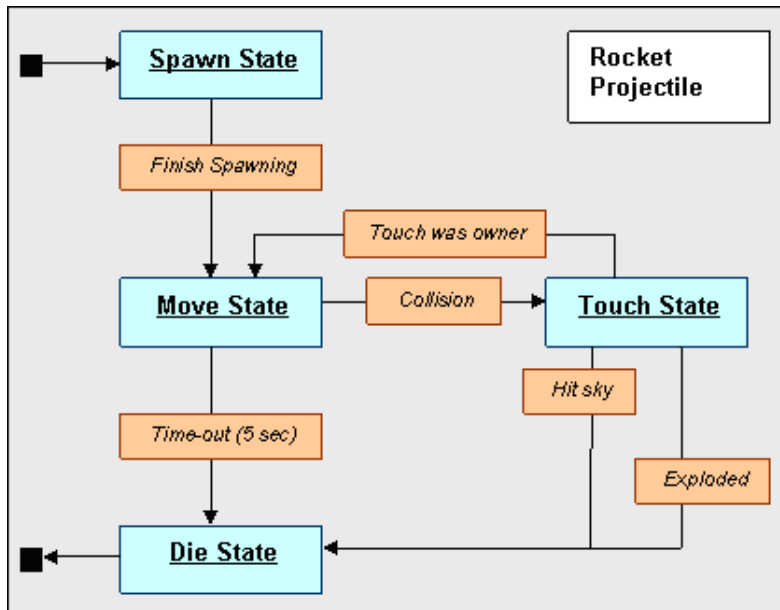 Spawn State
Rocket
Projectile
Finish Spawning
Touch was owner
Move State
Collision
Touch State
Hit sky
Time-out (5 sec)
Exploded
Die State